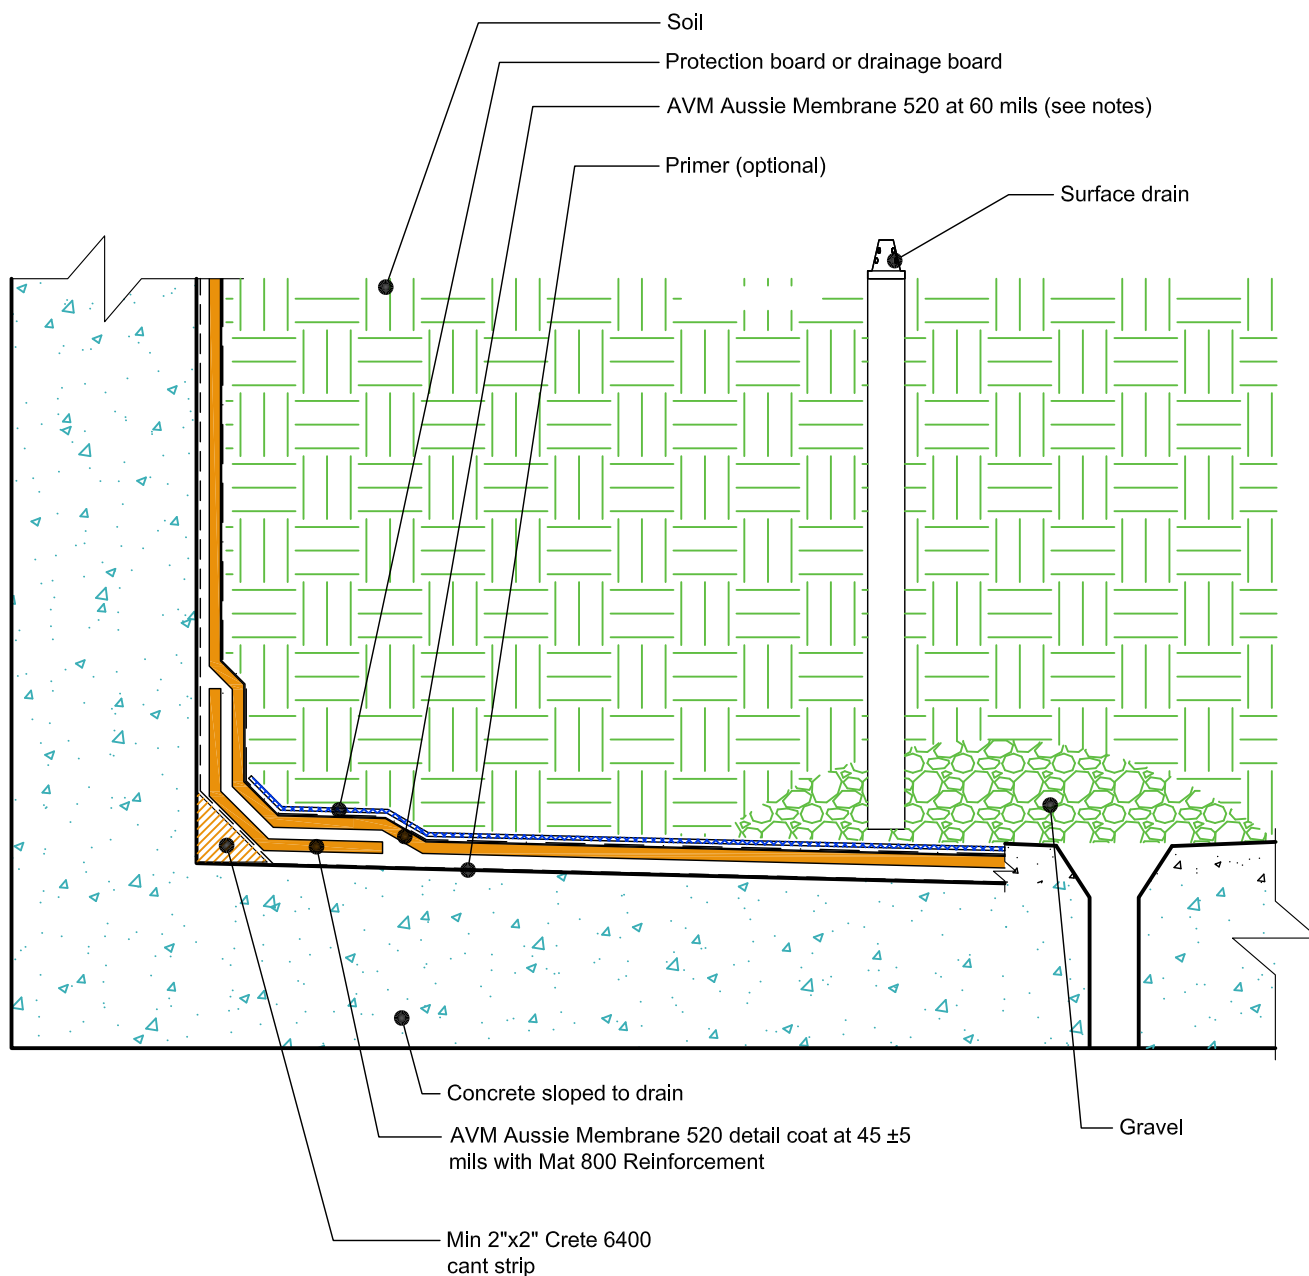 Soil
Protection board or drainage board
AVM Aussie Membrane 520 at 60 mils (see notes)
Primer (optional)
Surface drain
Concrete sloped to drain
AVM Aussie Membrane 520 detail coat at 45 ±5
mils with Mat 800 Reinforcement
Gravel
Min 2"x2" Crete 6400
cant strip